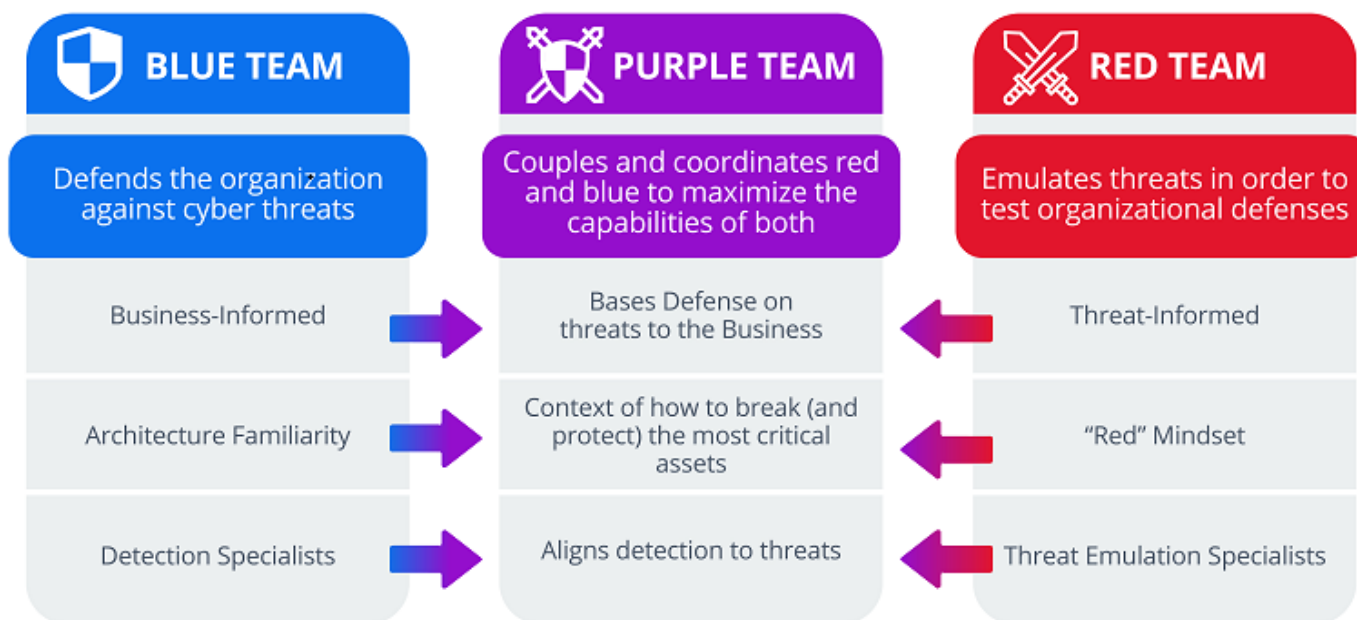 BLUE TEAM
Defends the organization
against cyber threats
Business-Informed
Architecture Familiarity
Detection Specialists
PURPLE TEAM
Couples and coordinates red
and blue to maximize the
capabilities of both
Bases Defense on
threats to the Business
Context of how to break (and
protect) the most critical
assets
Aligns detection to threats
RED TEAM
Emulates threats in order to
test organizational defenses
Threat-Informed
“Red” Mindset
Threat Emulation Specialists